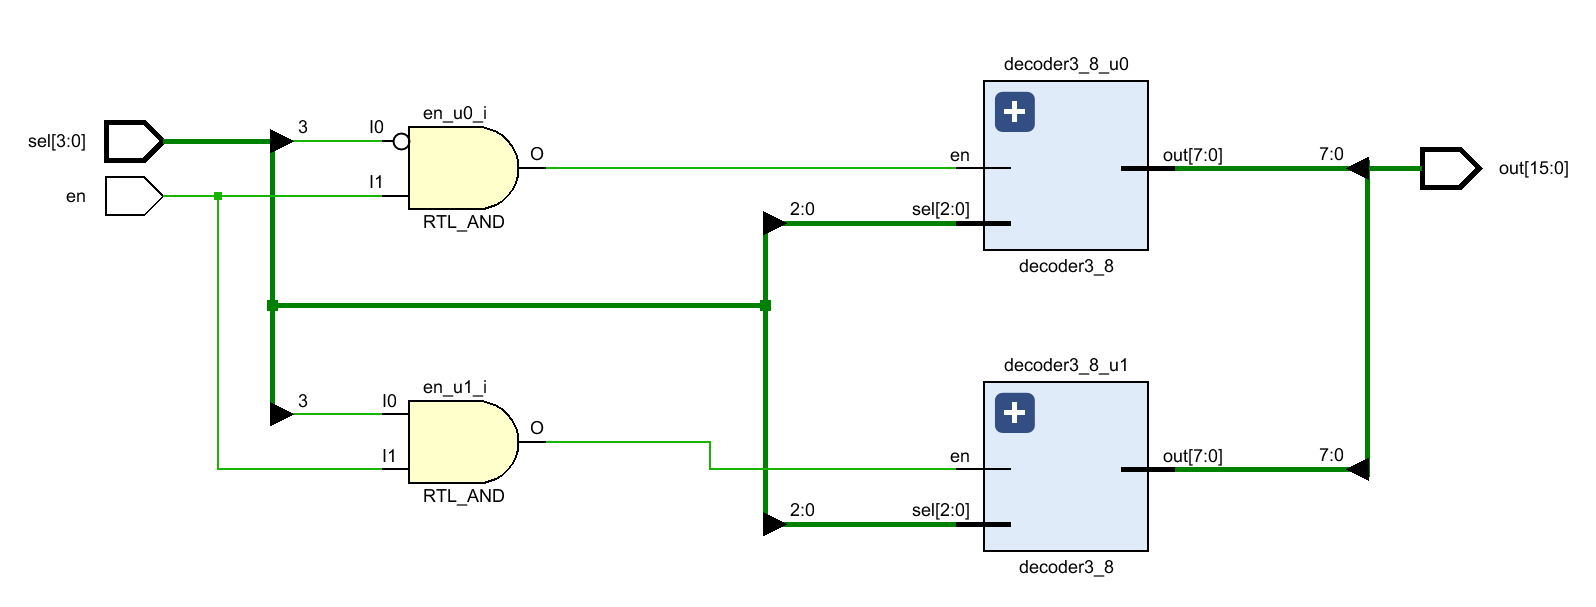 decoder3_8_u0
sel[3:0]
3
I0
en_u0_i
en
I1
O
RTL_AND
en
out[7:0]
7:0
out[15:0]
2:0
sel[2:0]
decoder3_8
decoder3_8_u1
3
I0
en_u1_i
I1
O
RTL_AND
en
out[7:0]
7:0
2:0
sel[2:0]
decoder3_8